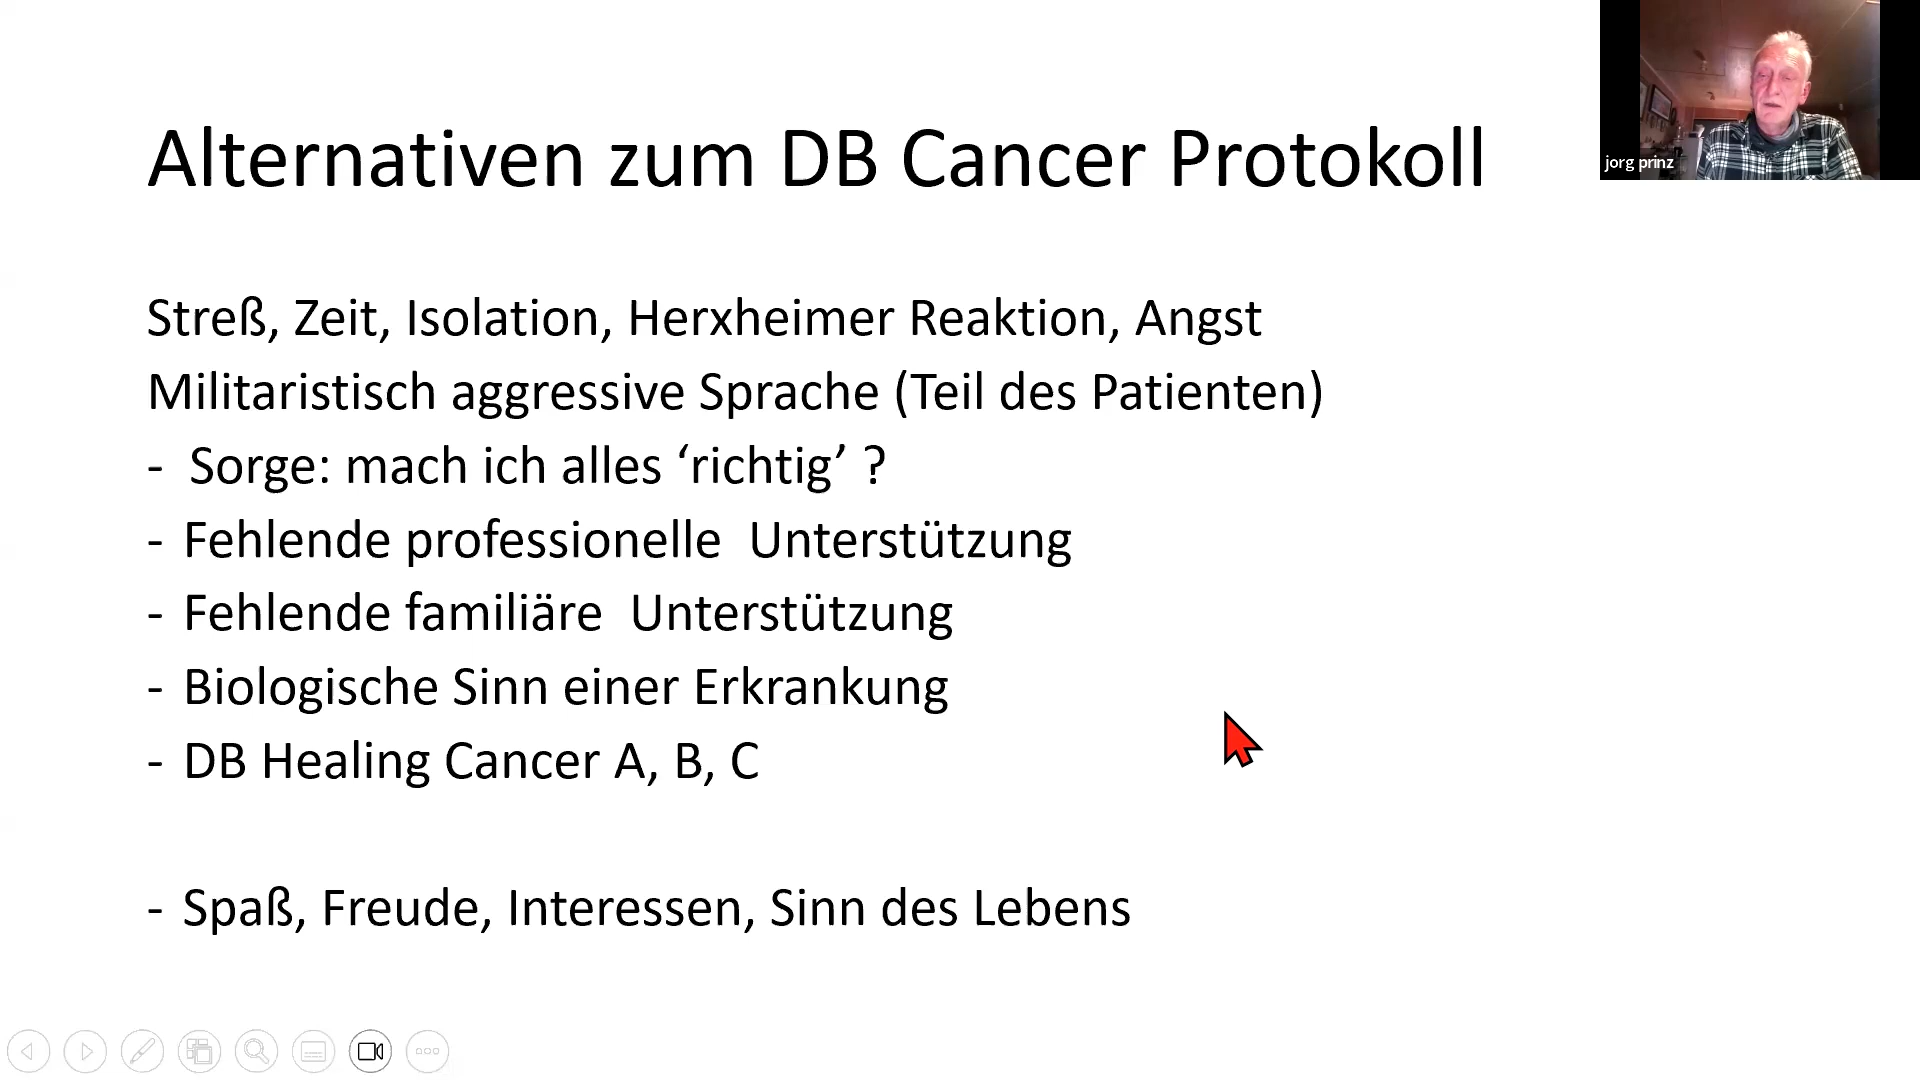 Alternativen zum DB Cancer Protokoll
jorg prinz
Streß, Zeit, Isolation, Herxheimer Reaktion, Angst
Militaristisch aggressive Sprache (Teil des Patienten)
- Sorge: mach ich alles ‘richtig’ ?
- Fehlende professionelle Unterstützung
- Fehlende familiäre Unterstützung
- Biologische Sinn einer Erkrankung
- DB Healing Cancer A, B, C
- Spaß, Freude, Interessen, Sinn des Lebens